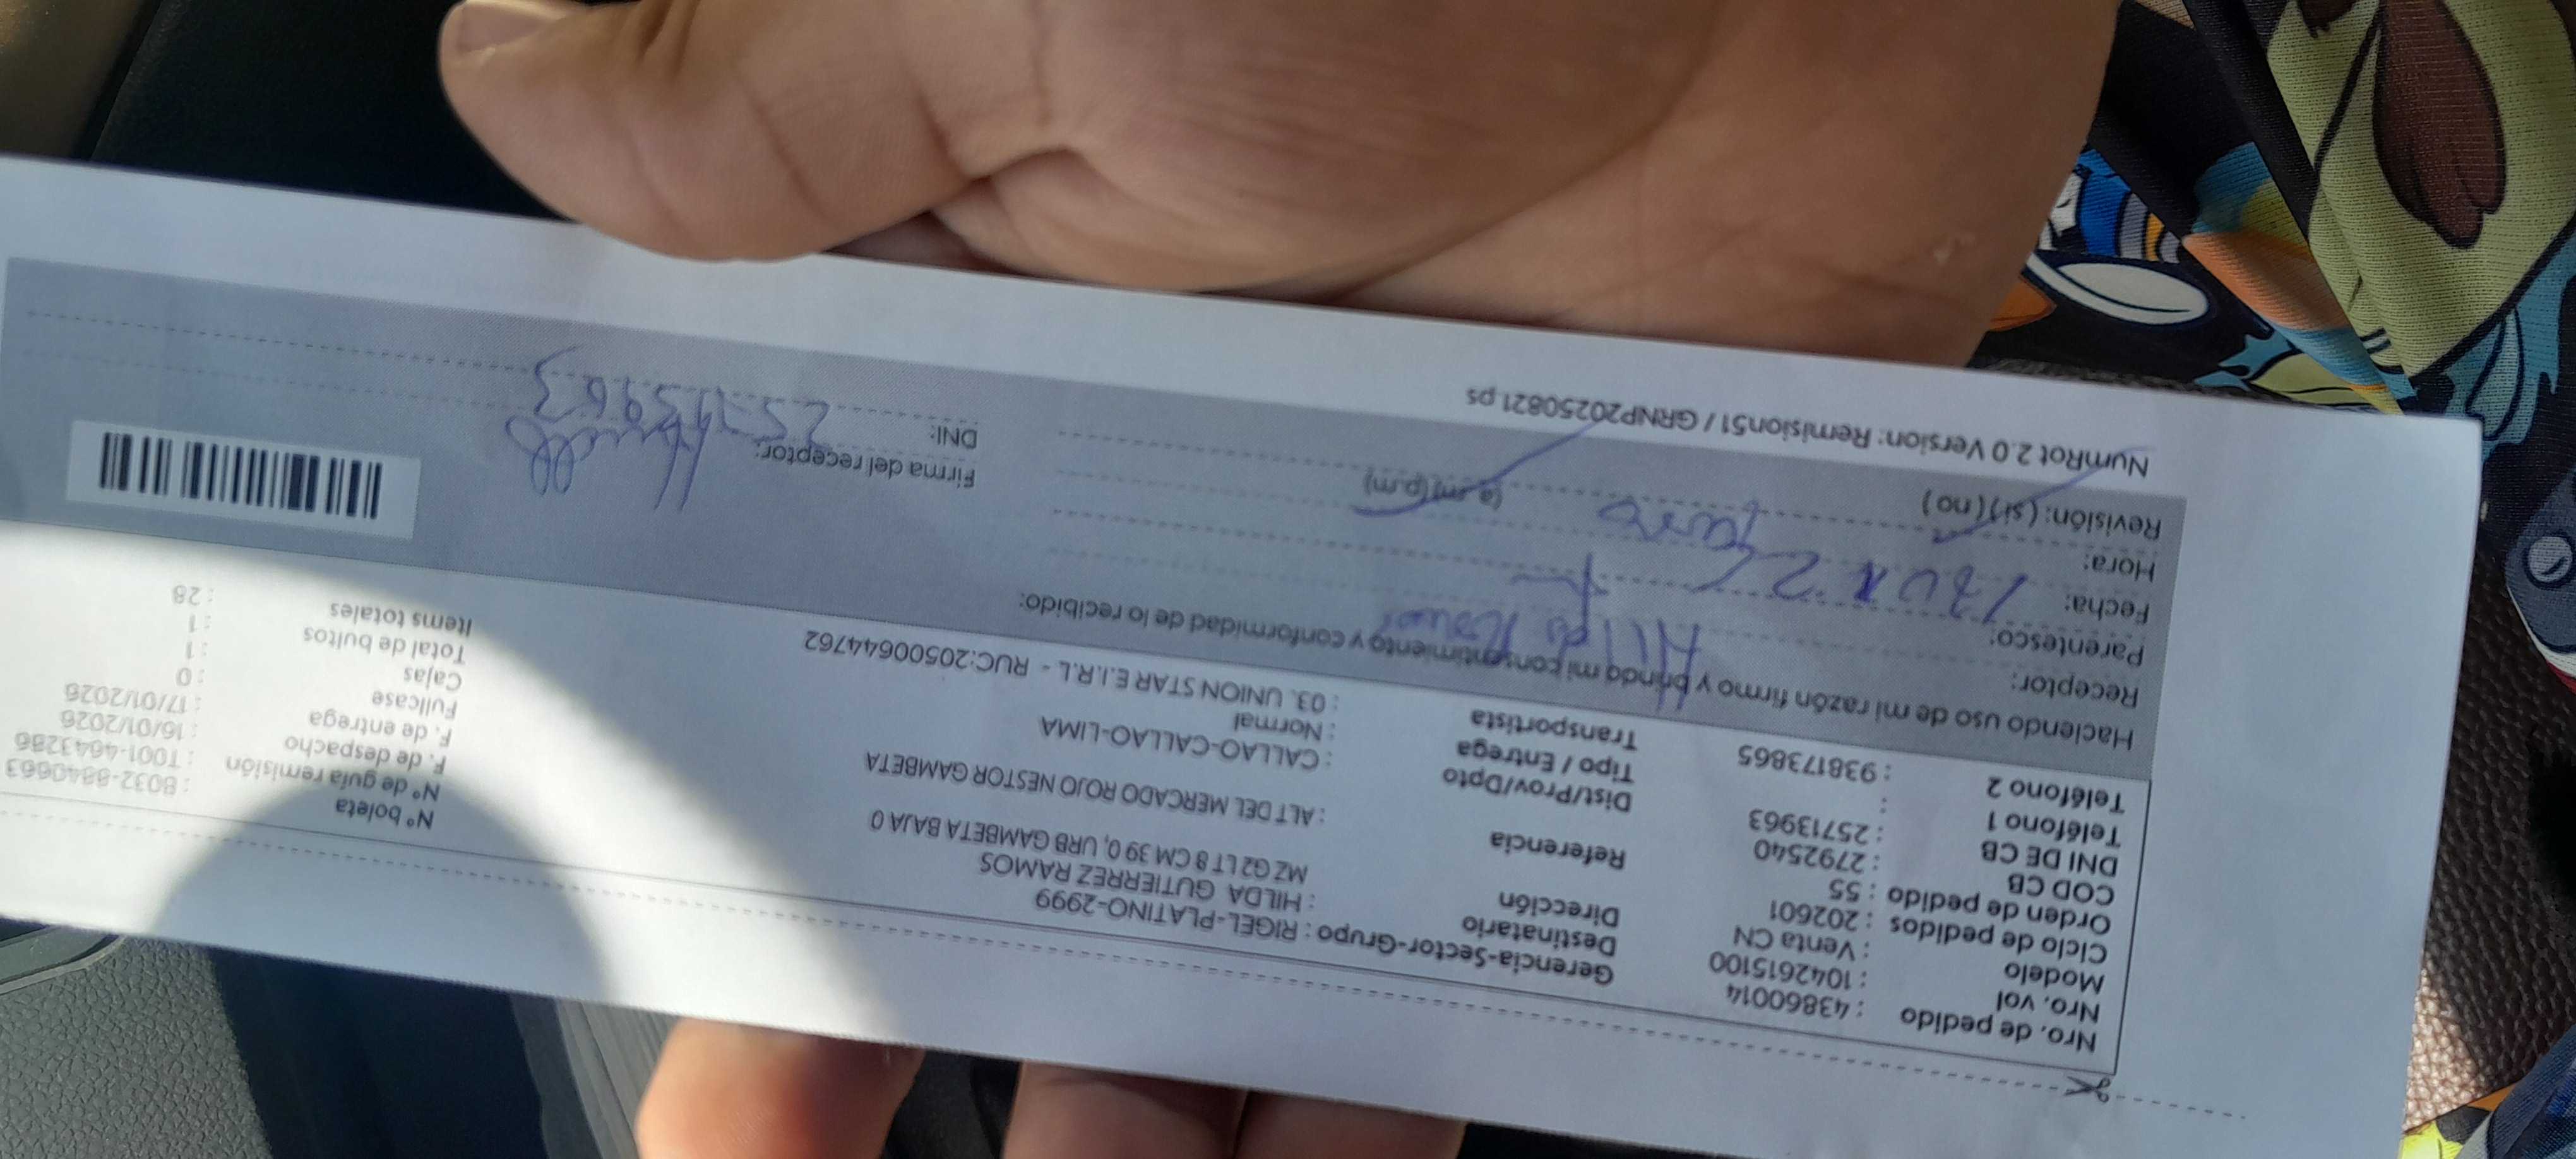 Nro. de pedido : 43860014
Nro. vol : 1042615100
Modelo : Venta CN
Ciclo de pedidos : 202601
Orden de pedido : 55
COD CB : 2792540
DNI DE CB : 25713963
Teléfono 1 :
Teléfono 2 : 938173865
Gerencia-Sector-Grupo : RIGEL-PLATINO-2999
Destinatario : HILDA GUTIERREZ RAMOS
Dirección MZ G2 LT 8 CM 39 0, URB GAMBETA BAJA 0
Referencia : ALT DEL MERCADO ROJO NESTOR GAMBETA
Dist/Prov/Dpto : CALLAO-CALLAO-LIMA
Tipo / Entrega : Normal
Transportista : 03. UNION STAR E.I.R.L - RUC:20500644762
N° boleta : B032-8840663
N° de guía remisión : T001-4643286
F. de despacho : 16/01/2026
F. de entrega : 17/01/2026
Fullcase : 0
Cajas : 1
Total de bultos : 1
Items totales : 28
Haciendo uso de mi razón firmo y brindo mi consentimiento y conformidad de lo recibido:
Receptor:
Parentesco:
Fecha:
Hora: (a.m) (p.m)
Revisión: (si) (no)
Firma del receptor:
DNI: 25713963
NumRot 2.0 Version: Remision51 / GRNP20250821 ps